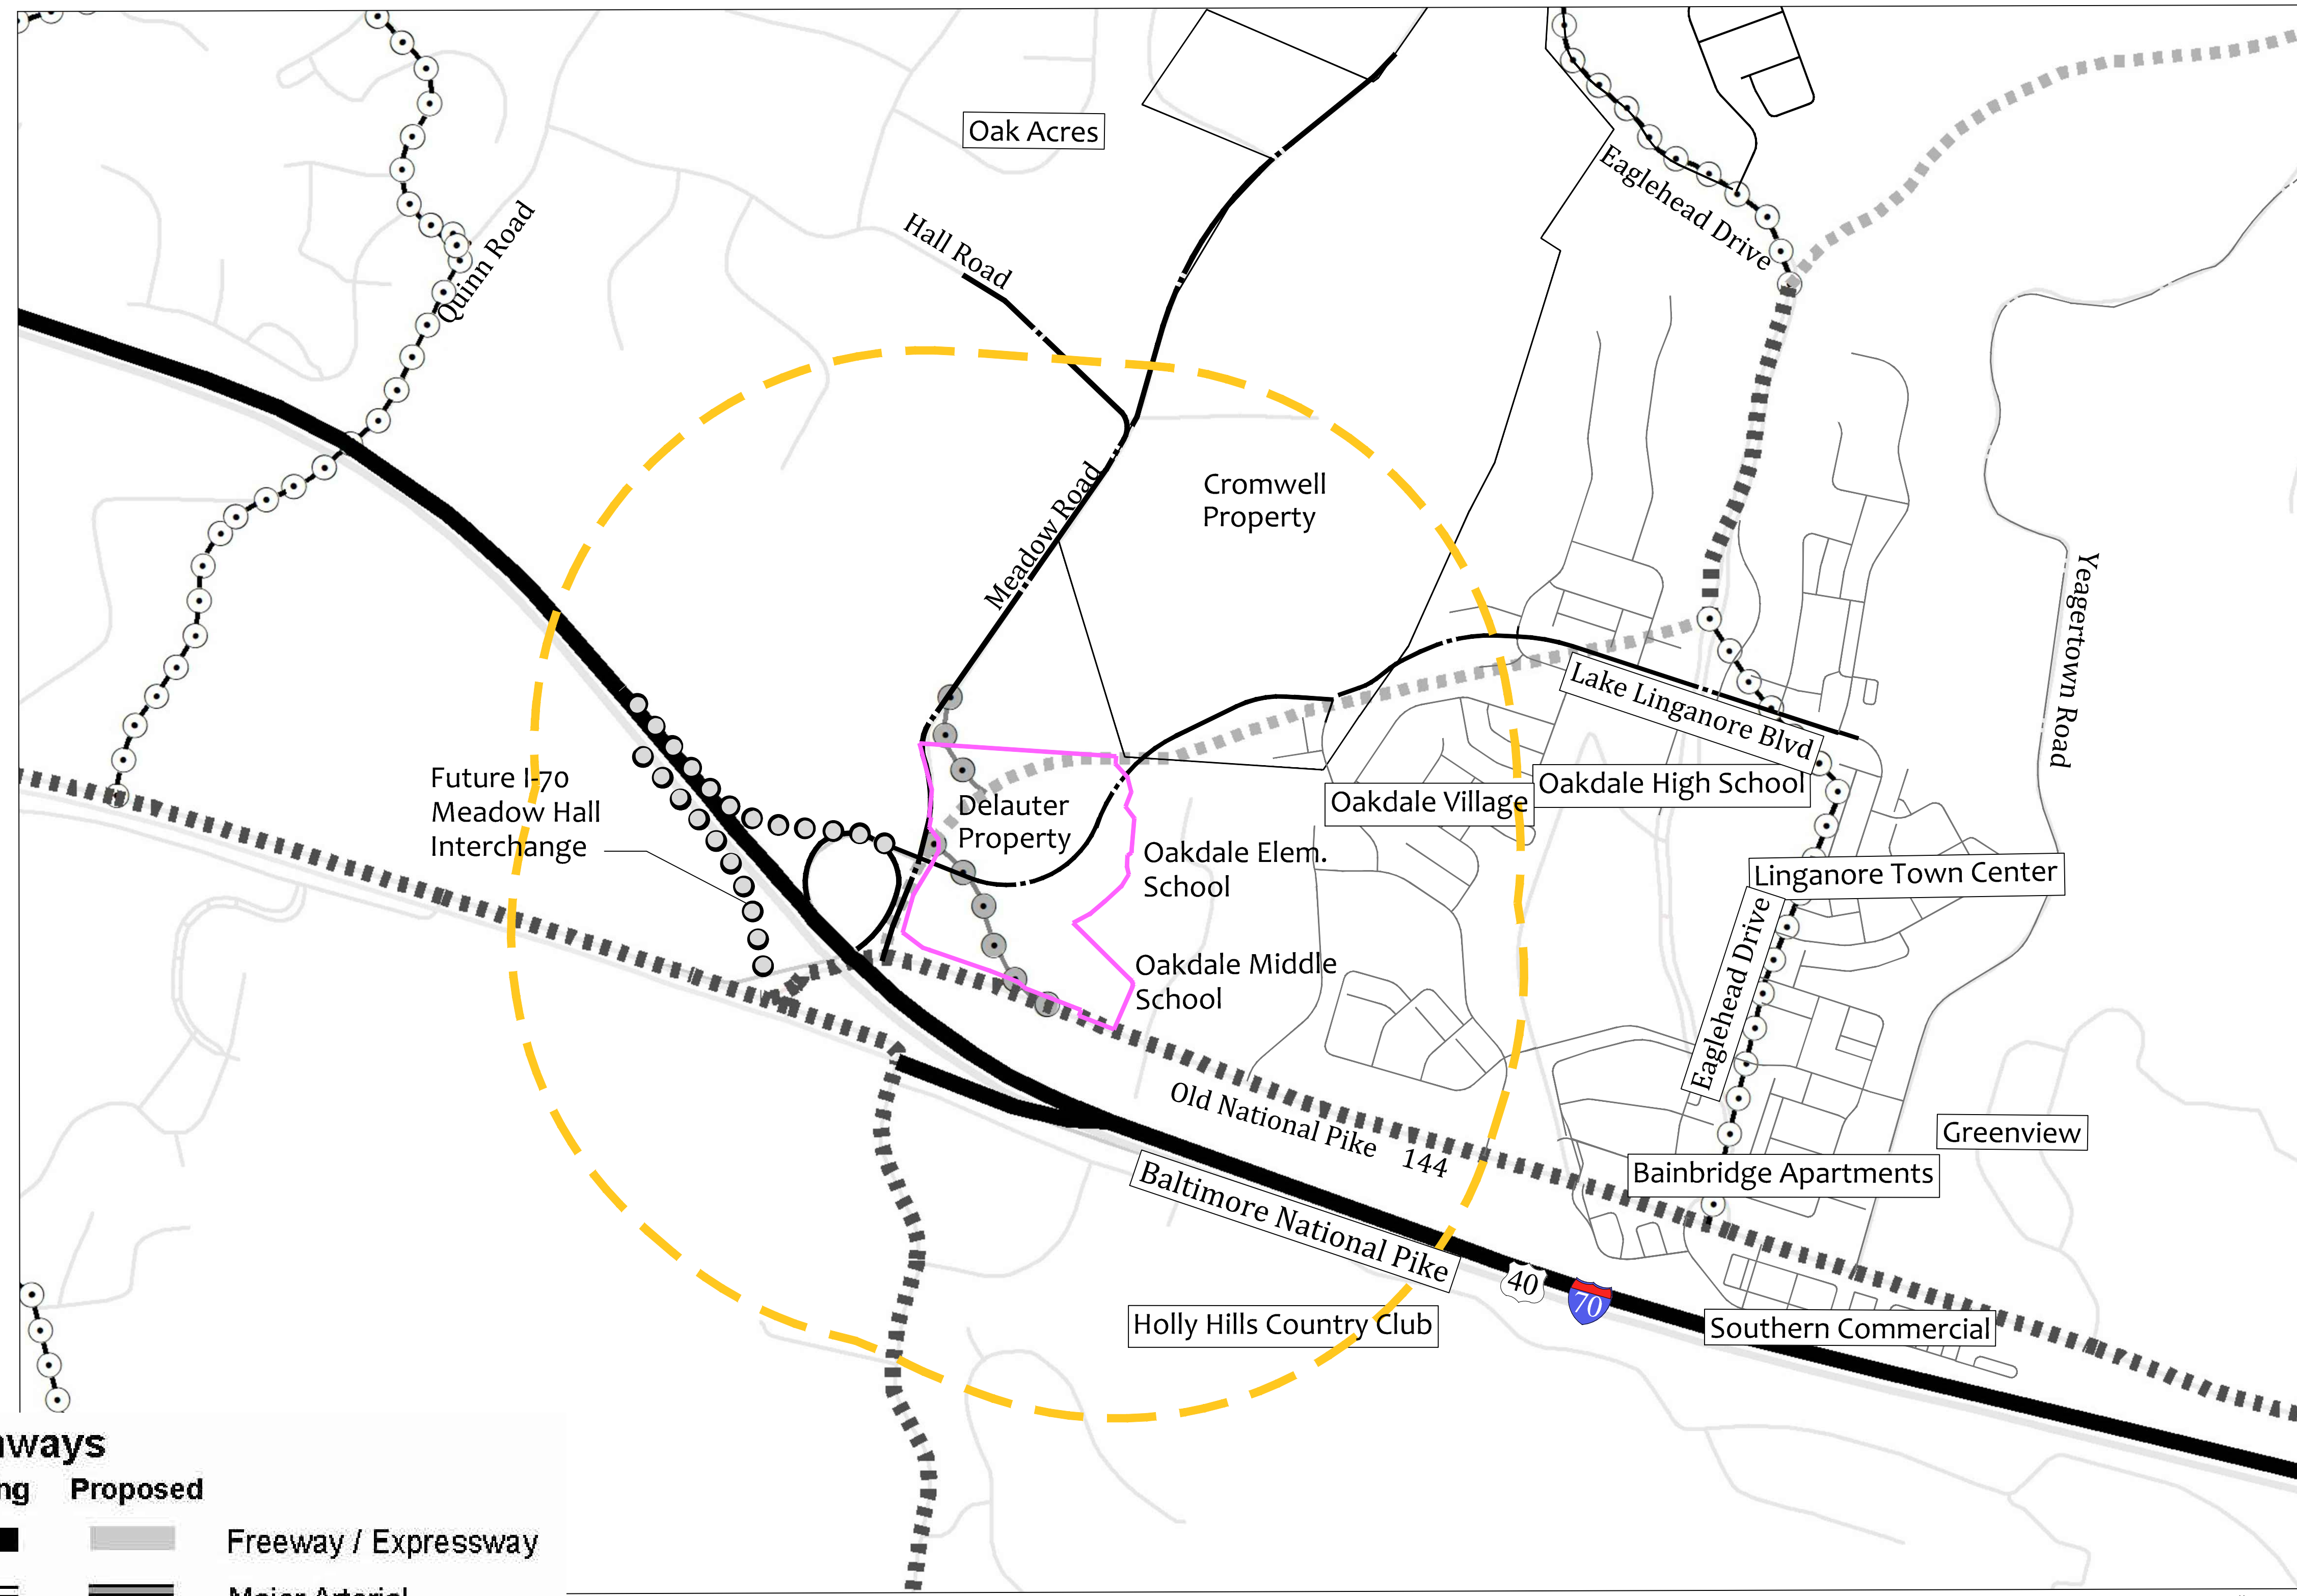 Oak Acres
Eaglehead Drive
Hall Road
Quinn Road
Cromwell
Property
Meadow Road
Yeagertown Road
Lake Linganore Blvd
Future I-70
Meadow Hall
Interchange
Delauter
Property
Oakdale Village
Oakdale High School
Oakdale Elem.
School
Linganore Town Center
Eaglehead Drive
Oakdale Middle
School
Old National Pike 144
Greenview
Bainbridge Apartments
Baltimore National Pike
40
70
Holly Hills Country Club
Southern Commercial
Proposed
Freeway / Expressway
Major Arterial